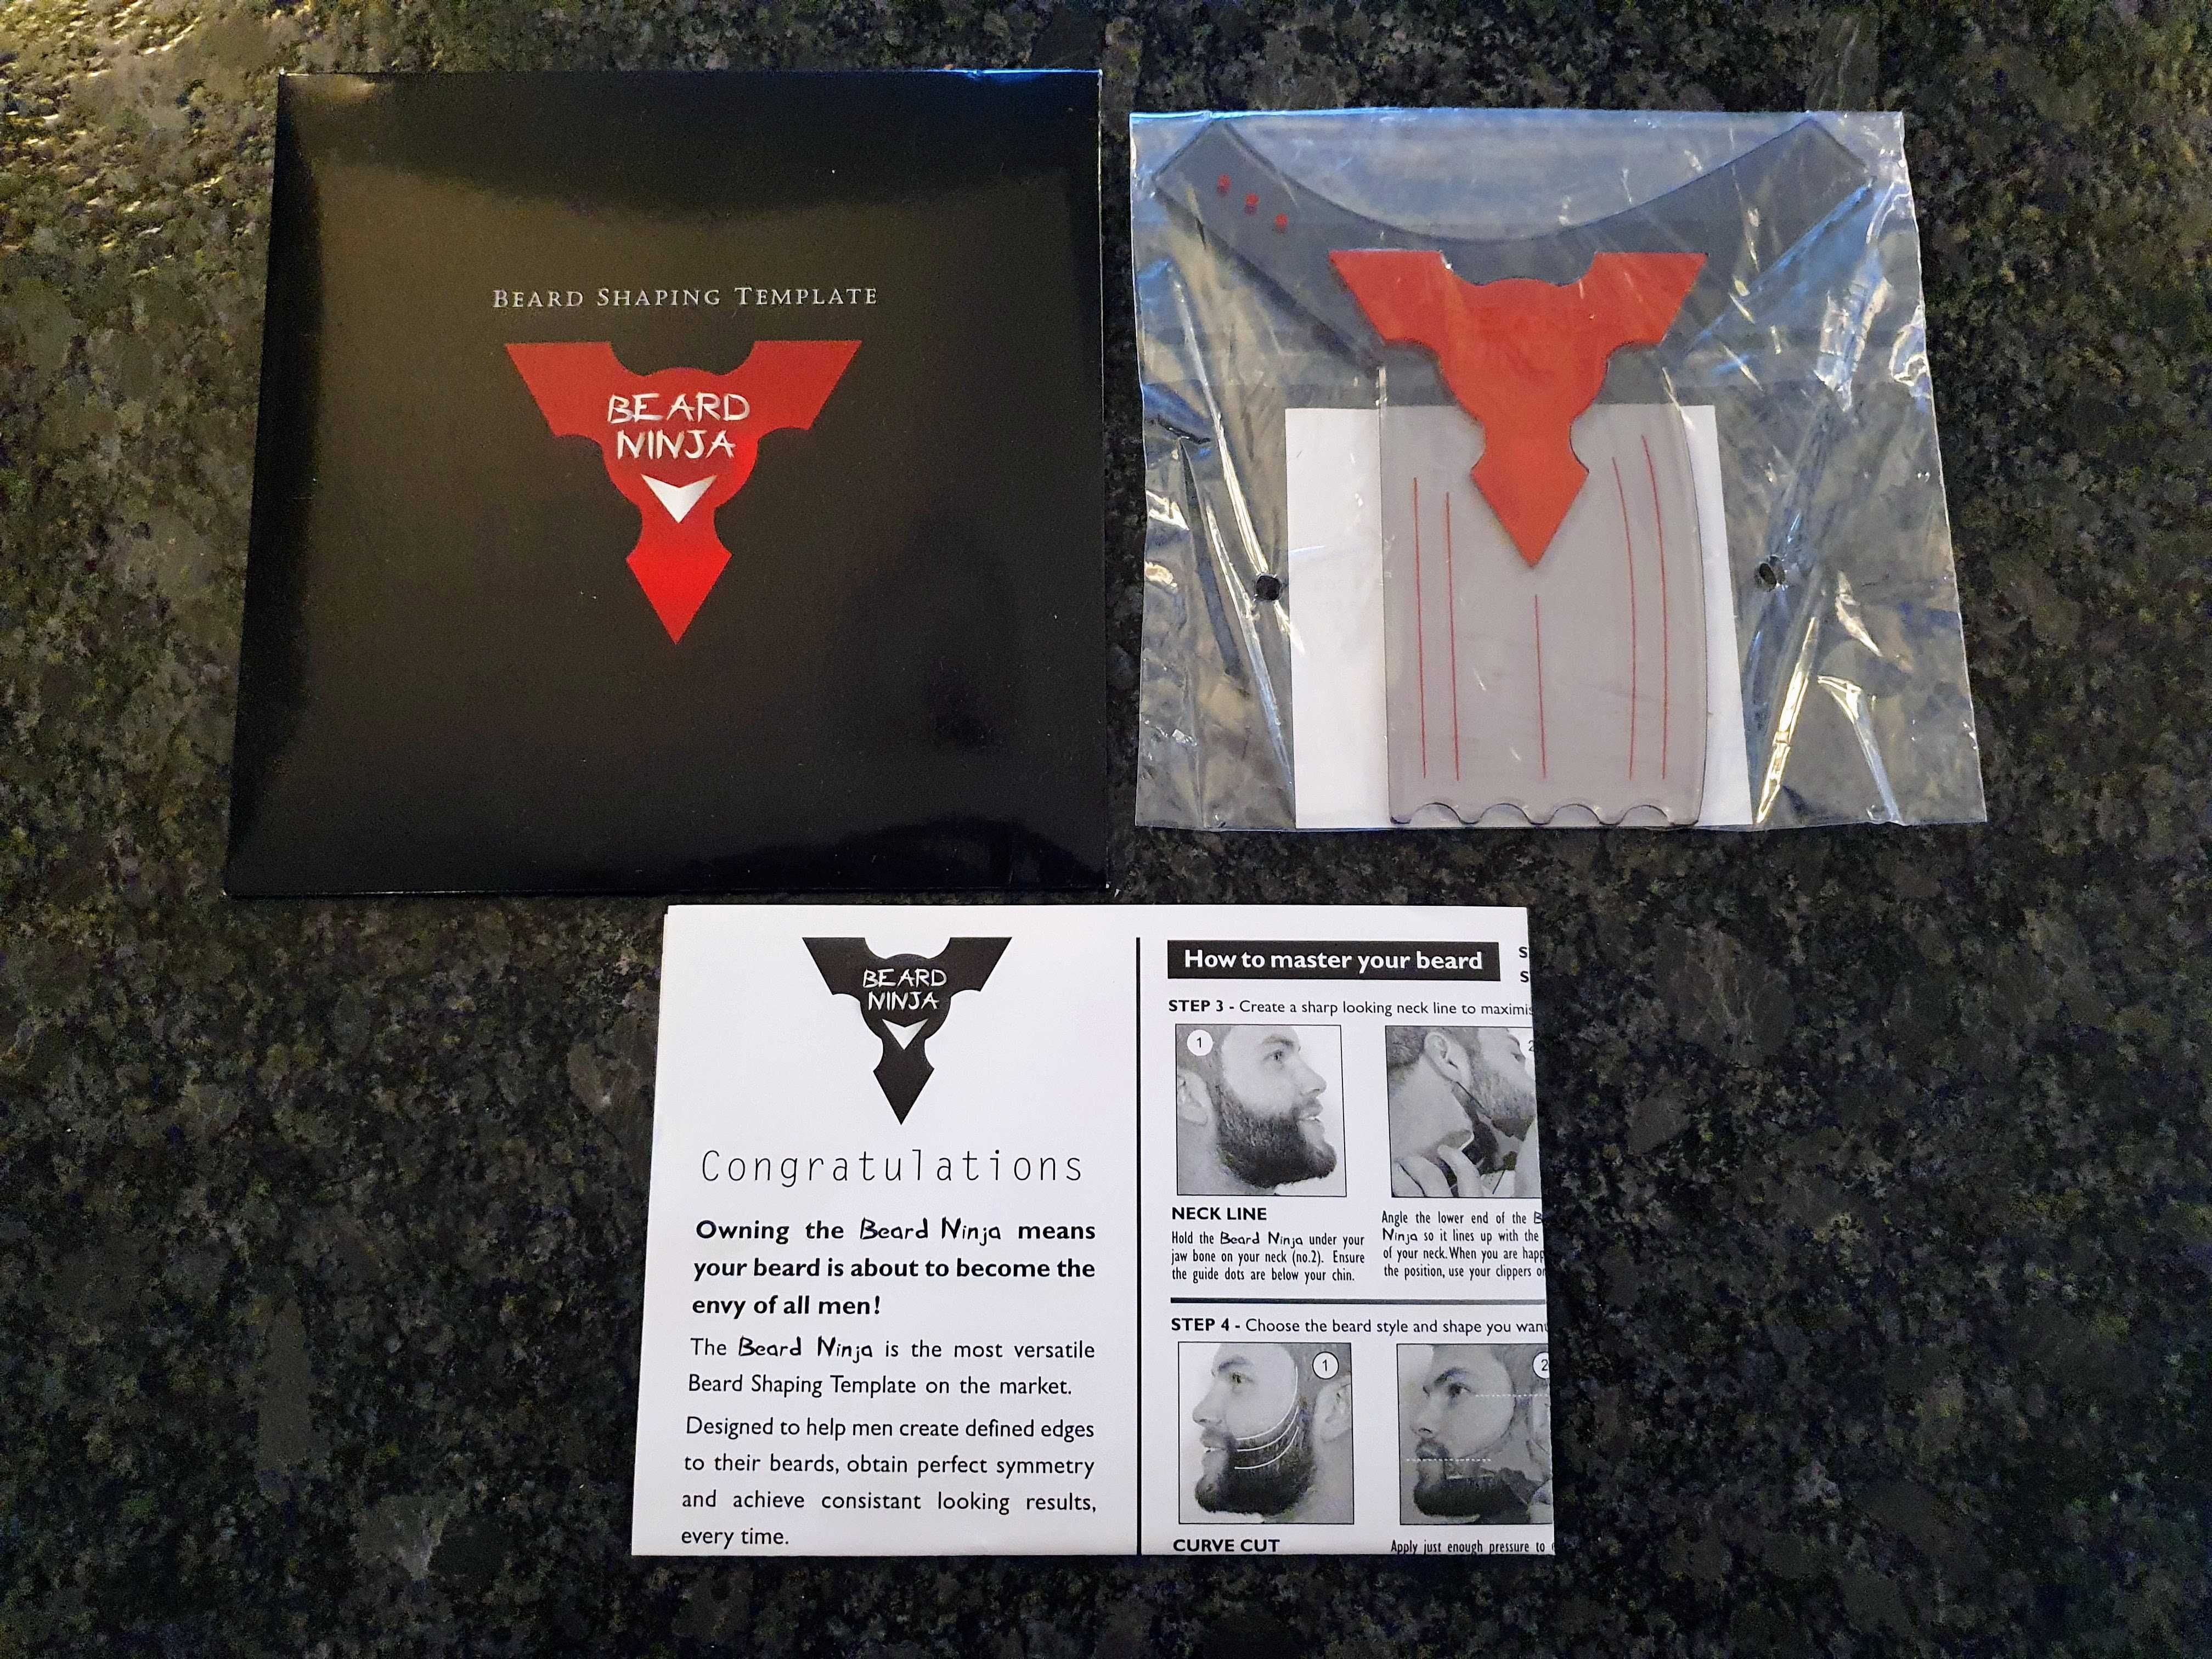 BEARD SHAPING TEMPLATE
BEARD
NINJA
BEARD
NINJA
Congratulations
Owning the Beard Ninja means
your beard is about to become the
envy of all men!
The Beard Ninja is the most versatile
Beard Shaping Template on the market.
Designed to help men create defined edges
to their beards, obtain perfect symmetry
and achieve consistant looking results,
every time.
How to master your beard
STEP 3 - Create a sharp looking neck line to
1
2
NECK LINE
Hold the Beard Ninja under your
jaw bone on your neck (no.2). Ensure
the guide dots are below your chin.
Angle the lower end of the
Ninja so it lines up with the
of your neck. When you are
the position, use your clippers
STEP 4 - Choose the beard style and shape you
1
2
CURVE CUT
Apply just enough pressure to